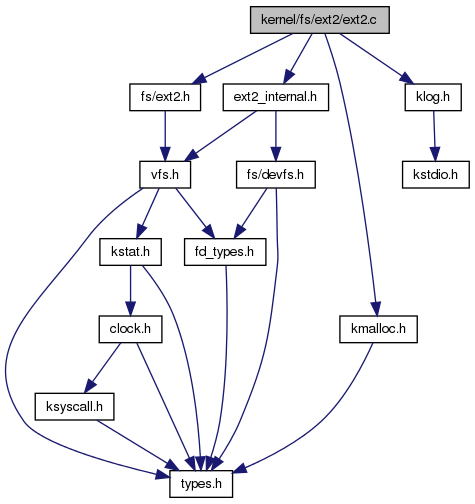 kernel/fs/ext2/ext2.c
fs/ext2.h
ext2_internal.h
klog.h
vfs.h
fs/devfs.h
kstdio.h
kstat.h
fd_types.h
clock.h
kmalloc.h
ksyscall.h
types.h